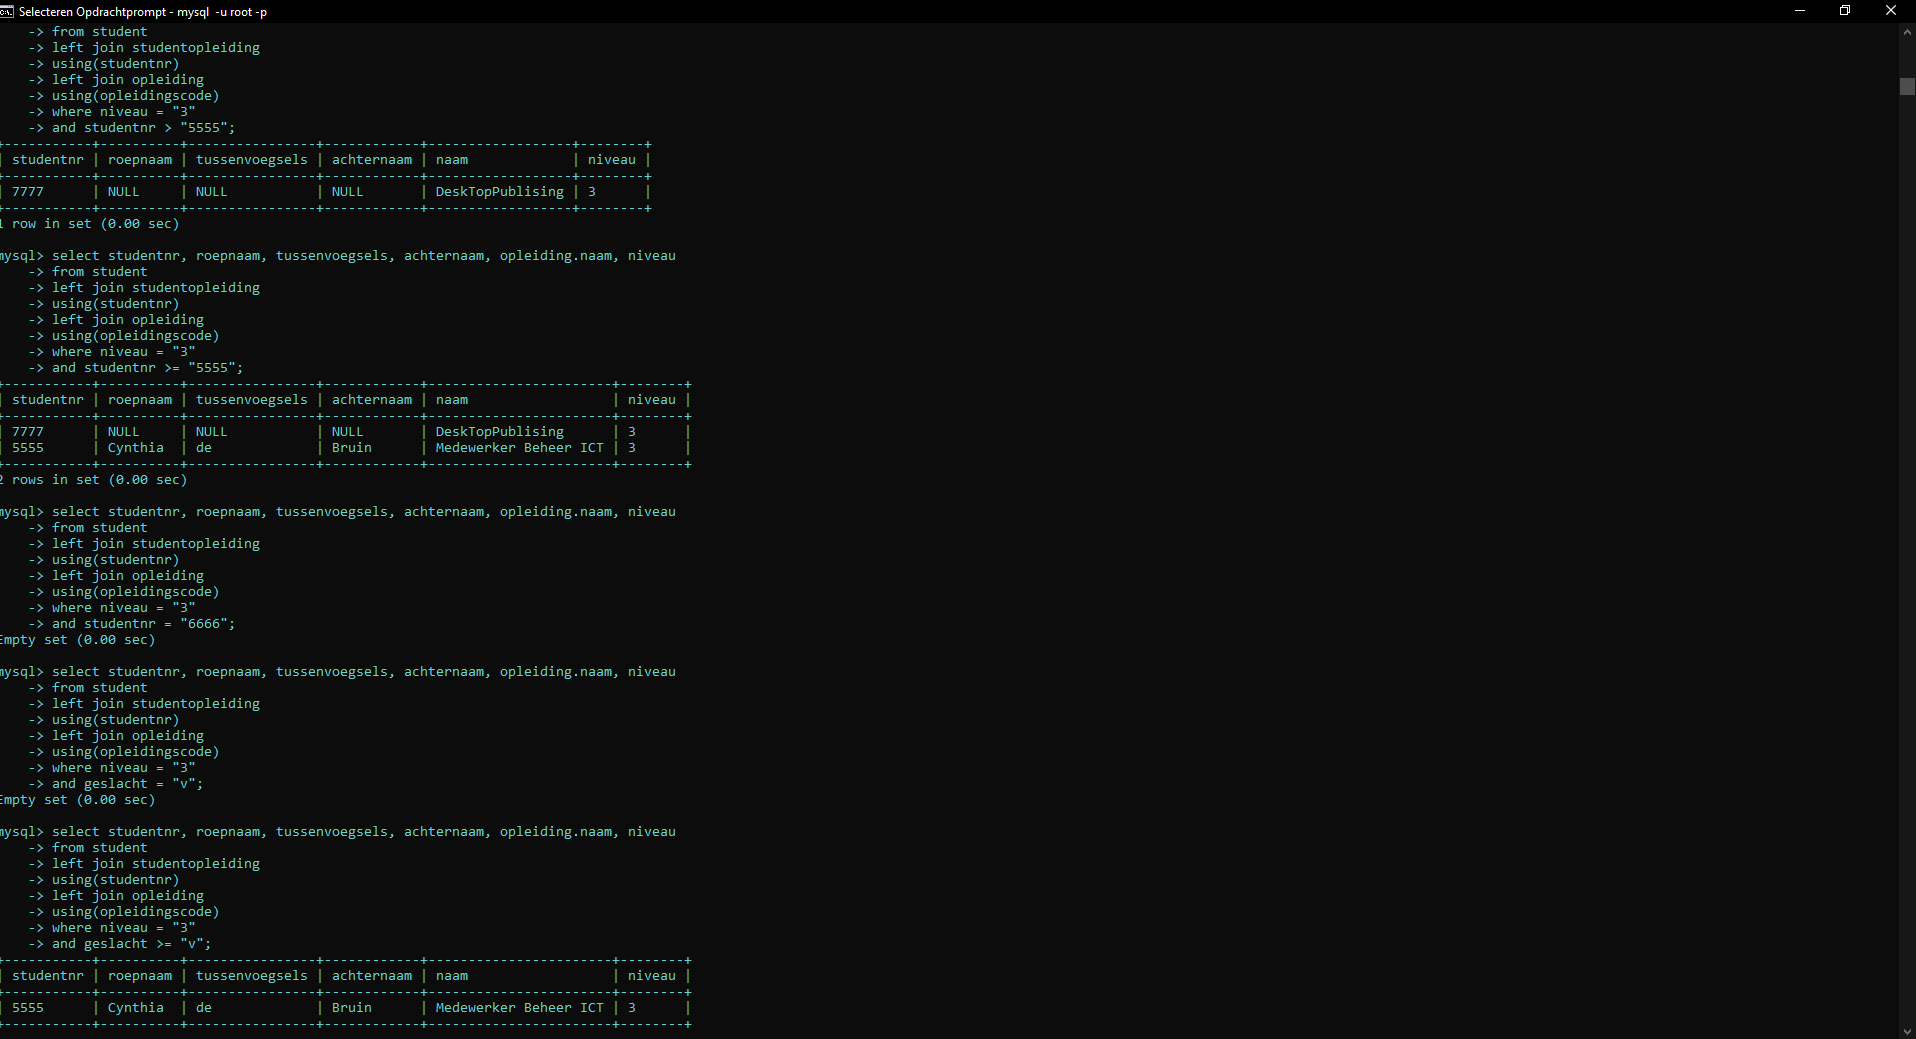 Selecteren Opdrachtprompt - mysql  -u root -p
    -> from student
    -> left join studentopleiding
    -> using(studentnr)
    -> left join opleiding
    -> using(opleidingscode)
    -> where niveau = "3"
    -> and studentnr > "5555";
+-----------+----------+----------------+------------+------------------+--------+
| studentnr | roepnaam | tussenvoegsels | achternaam | naam             | niveau |
+-----------+----------+----------------+------------+------------------+--------+
| 7777      | NULL     | NULL           | NULL       | DeskTopPublising | 3      |
+-----------+----------+----------------+------------+------------------+--------+
1 row in set (0.00 sec)
mysql> select studentnr, roepnaam, tussenvoegsels, achternaam, opleiding.naam, niveau
    -> from student
    -> left join studentopleiding
    -> using(studentnr)
    -> left join opleiding
    -> using(opleidingscode)
    -> where niveau = "3"
    -> and studentnr >= "5555";
+-----------+----------+----------------+------------+-----------------------+--------+
| studentnr | roepnaam | tussenvoegsels | achternaam | naam                  | niveau |
+-----------+----------+----------------+------------+-----------------------+--------+
| 7777      | NULL     | NULL           | NULL       | DeskTopPublising      | 3      |
| 5555      | Cynthia  | de             | Bruin      | Medewerker Beheer ICT | 3      |
+-----------+----------+----------------+------------+-----------------------+--------+
2 rows in set (0.00 sec)
mysql> select studentnr, roepnaam, tussenvoegsels, achternaam, opleiding.naam, niveau
    -> from student
    -> left join studentopleiding
    -> using(studentnr)
    -> left join opleiding
    -> using(opleidingscode)
    -> where niveau = "3"
    -> and studentnr = "6666";
Empty set (0.00 sec)
mysql> select studentnr, roepnaam, tussenvoegsels, achternaam, opleiding.naam, niveau
    -> from student
    -> left join studentopleiding
    -> using(studentnr)
    -> left join opleiding
    -> using(opleidingscode)
    -> where niveau = "3"
    -> and geslacht = "v";
Empty set (0.00 sec)
mysql> select studentnr, roepnaam, tussenvoegsels, achternaam, opleiding.naam, niveau
    -> from student
    -> left join studentopleiding
    -> using(studentnr)
    -> left join opleiding
    -> using(opleidingscode)
    -> where niveau = "3"
    -> and geslacht >= "v";
+-----------+----------+----------------+------------+-----------------------+--------+
| studentnr | roepnaam | tussenvoegsels | achternaam | naam                  | niveau |
+-----------+----------+----------------+------------+-----------------------+--------+
| 5555      | Cynthia  | de             | Bruin      | Medewerker Beheer ICT | 3      |
+-----------+----------+----------------+------------+-----------------------+--------+